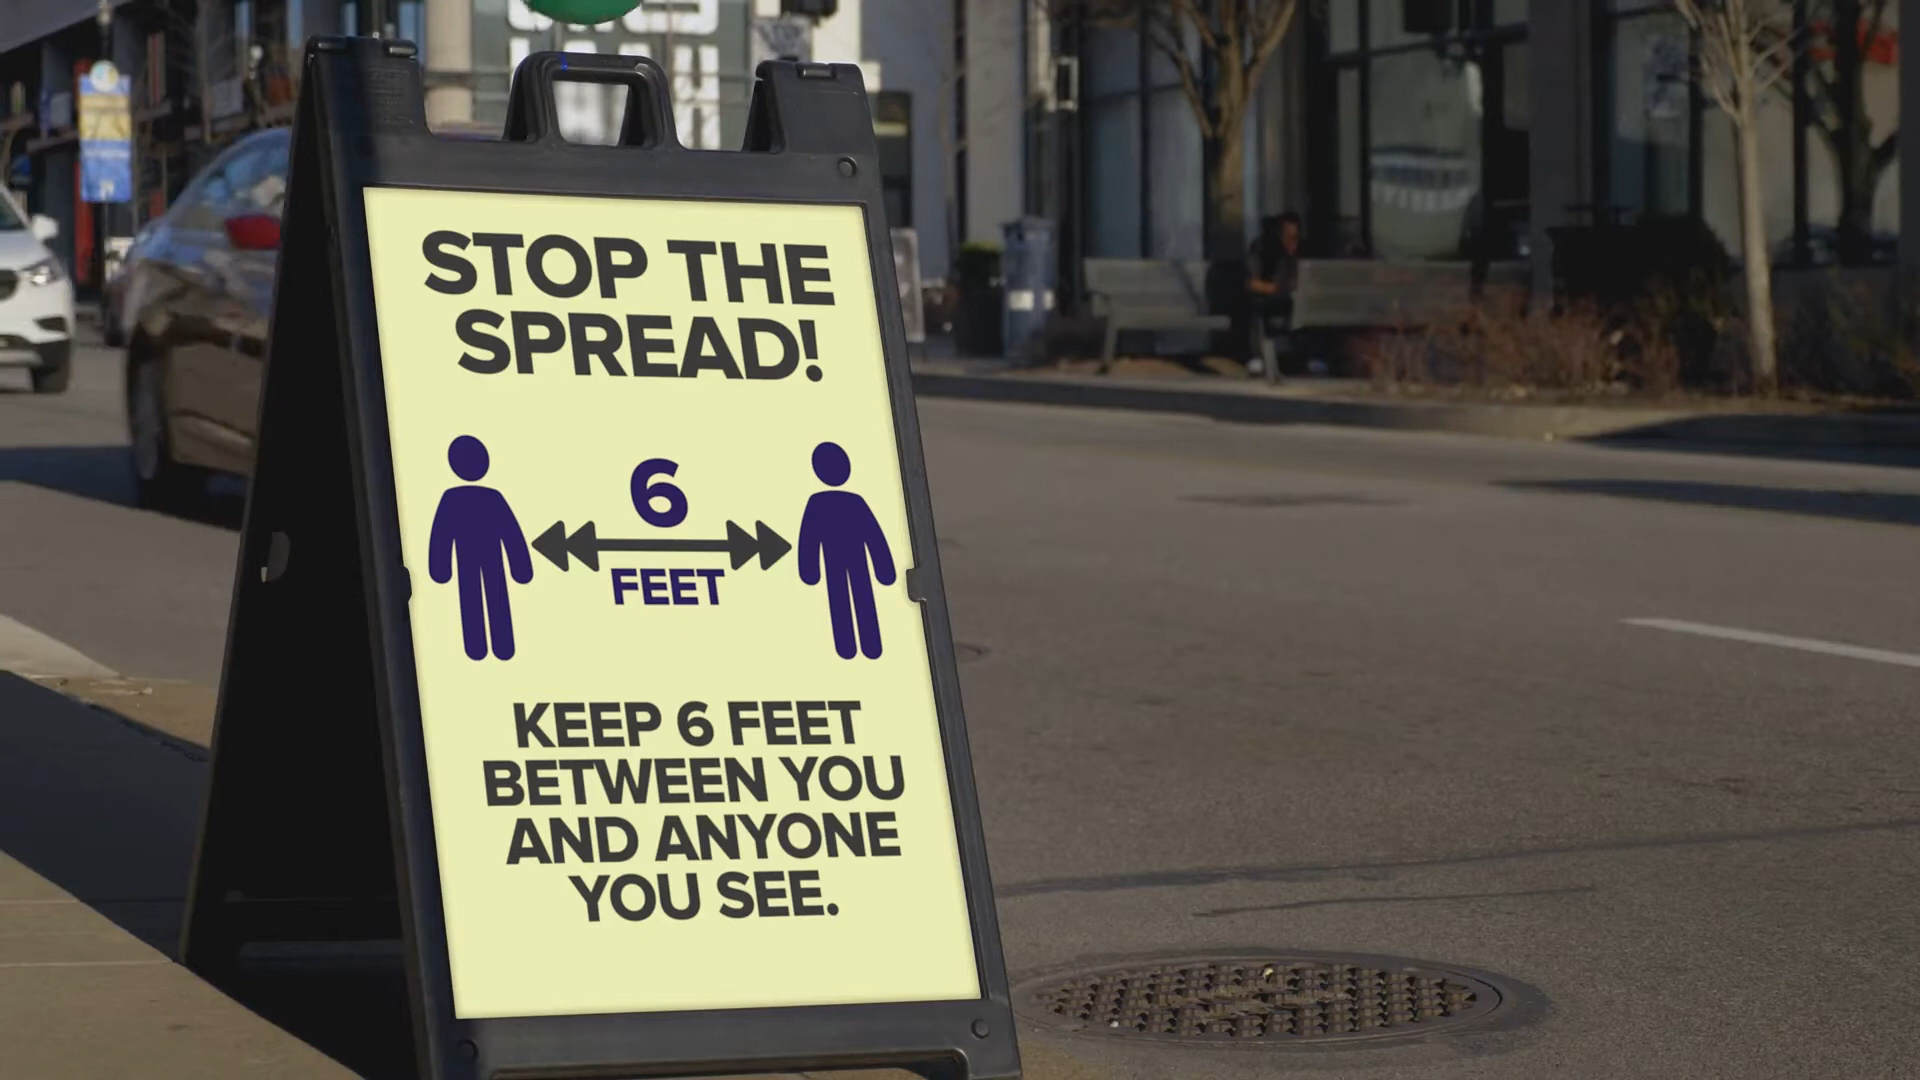 STOP THE
SPREAD!
6
FEET
KEEP 6 FEET
BETWEEN YOU
AND ANYONE
YOU SEE.